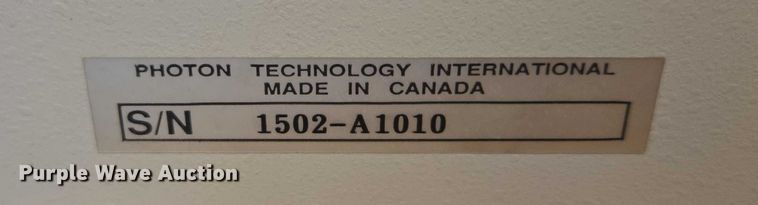 PHOTON TECHNOLOGY INTERNATIONAL
MADE IN CANADA
S/N 1502-A1010
Purple Wave Auction